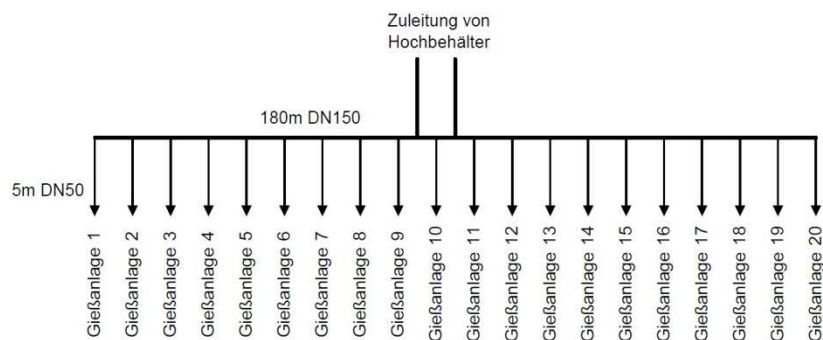 Zuleitung von
Hochbehälter
180m DN150
5m DN50
Gießanlage 1
Gießanlage 2
Gießanlage 3
Gießanlage 4
Gießanlage 5
Gießanlage 6
Gießanlage 7
Gießanlage 8
Gießanlage 9
Gießanlage 10
Gießanlage 11
Gießanlage 12
Gießanlage 13
Gießanlage 14
Gießanlage 15
Gießanlage 16
Gießanlage 17
Gießanlage 18
Gießanlage 19
Gießanlage 20